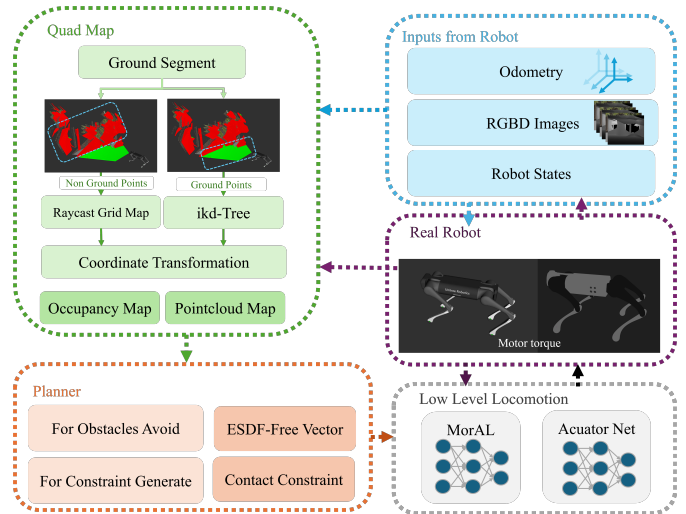 Quad Map
Ground Segment
Non Ground Points
Ground Points
Raycast Grid Map
ikd-Tree
Coordinate Transformation
Occupancy Map
Pointcloud Map
Inputs from Robot
Odometry
RGBD Images
Robot States
Real Robot
Motor torque
Planner
For Obstacles Avoid
ESDF-Free Vector
For Constraint Generate
Contact Constraint
Low Level Locomotion
MorAL
Acuator Net